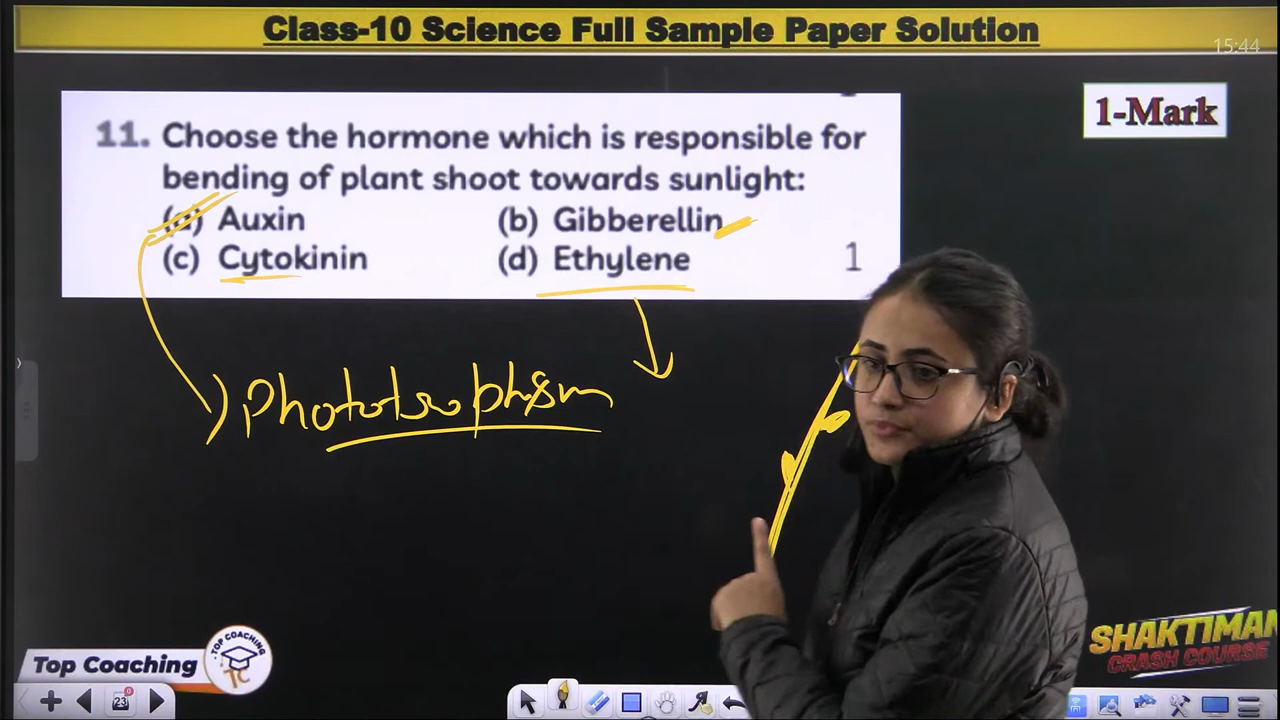 Class-10 Science Full Sample Paper Solution
15:44
1-Mark
11. Choose the hormone which is responsible for
bending of plant shoot towards sunlight:
(a) Auxin (b) Gibberellin
(c) Cytokinin (d) Ethylene 1
Top Coaching
TOP COACHING
TC
SHAKTIMAN
CRASH COURSE
23